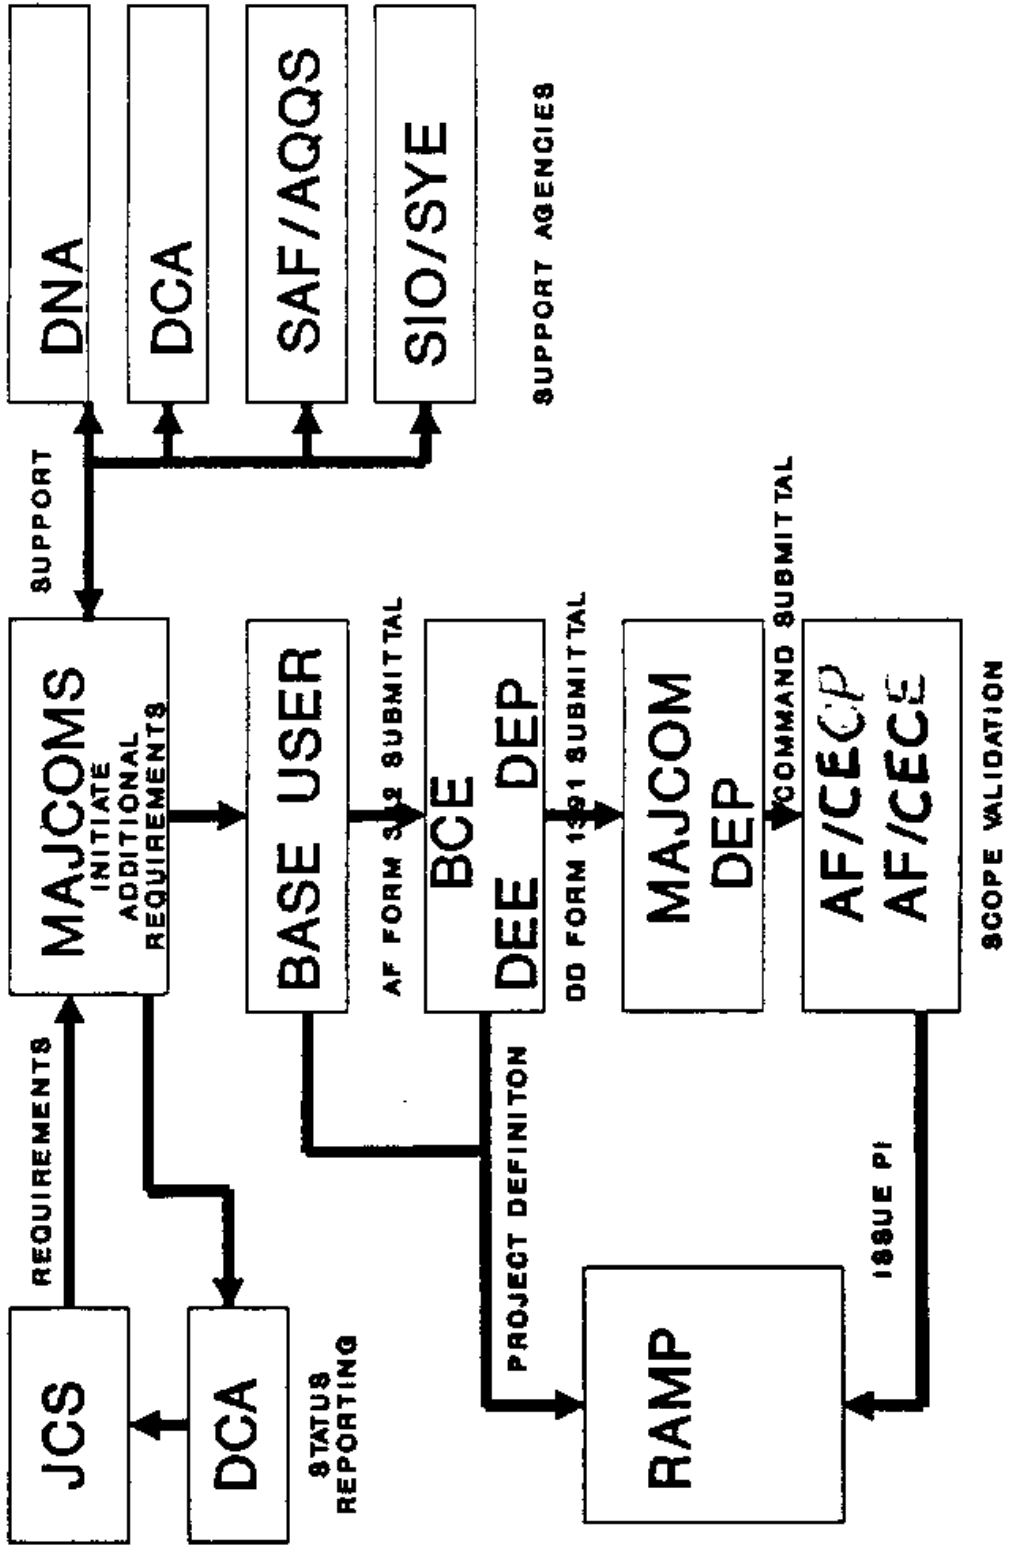 JCS
REQUIREMENTS
MAJCOMS
INITIATE
ADDITIONAL
REQUIREMENTS
SUPPORT
DNA
DCA
SAF/AQQS
SIO/SYE
SUPPORT AGENCIES
DCA
STATUS
REPORTING
BASE USER
AF FORM 332 SUBMITTAL
BCE
DEE DEP
DD FORM 1391 SUBMITTAL
PROJECT DEFINITON
MAJCOM
DEP
COMMAND SUBMITTAL
RAMP
AF/CECP
AF/CECE
ISSUE PI
SCOPE VALIDATION